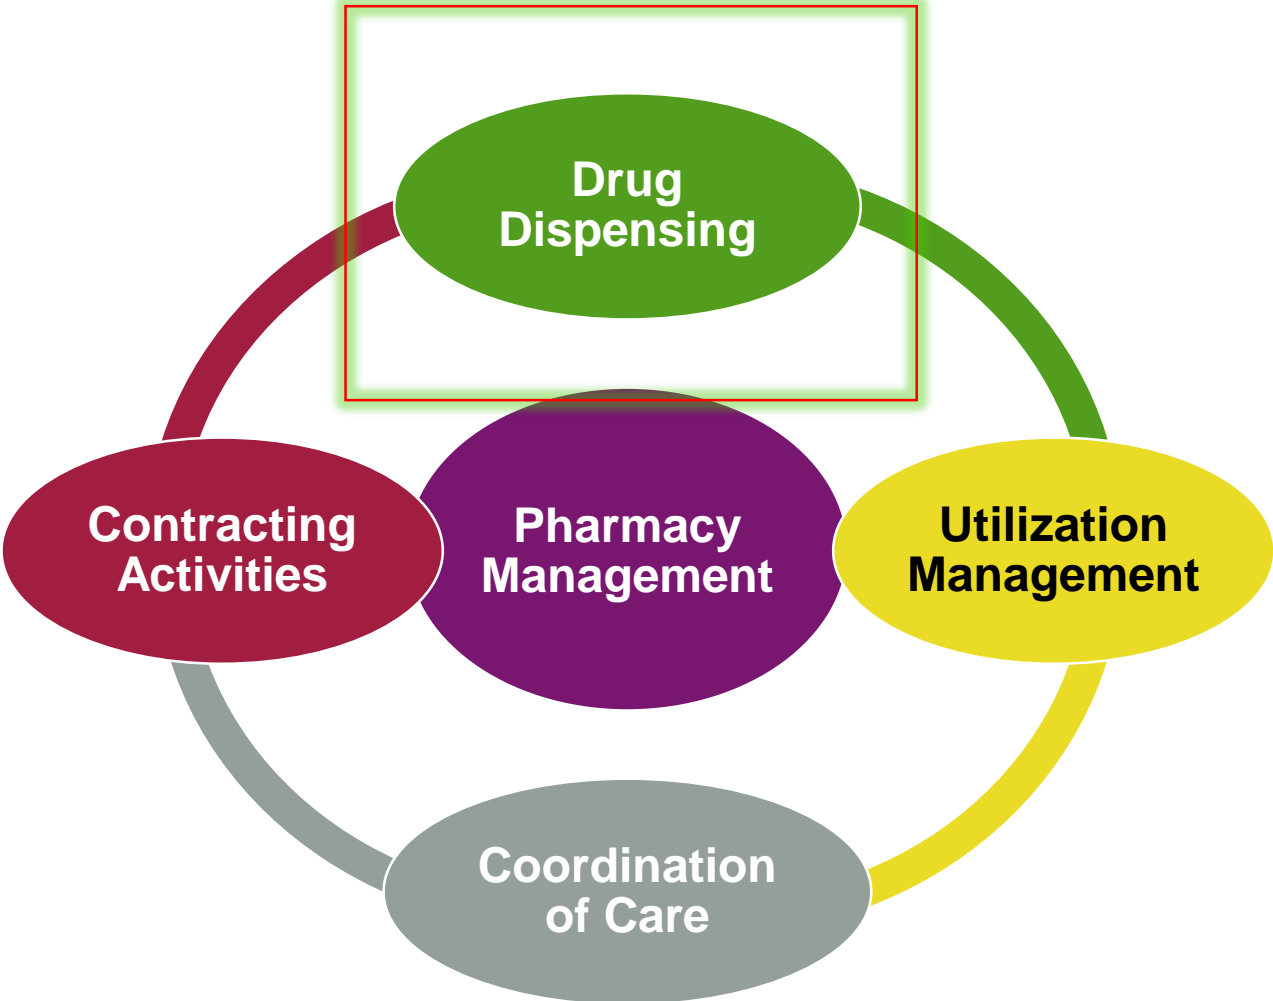 Drug
Dispensing
Contracting
Activities
Pharmacy
Management
Utilization
Management
Coordination
of Care